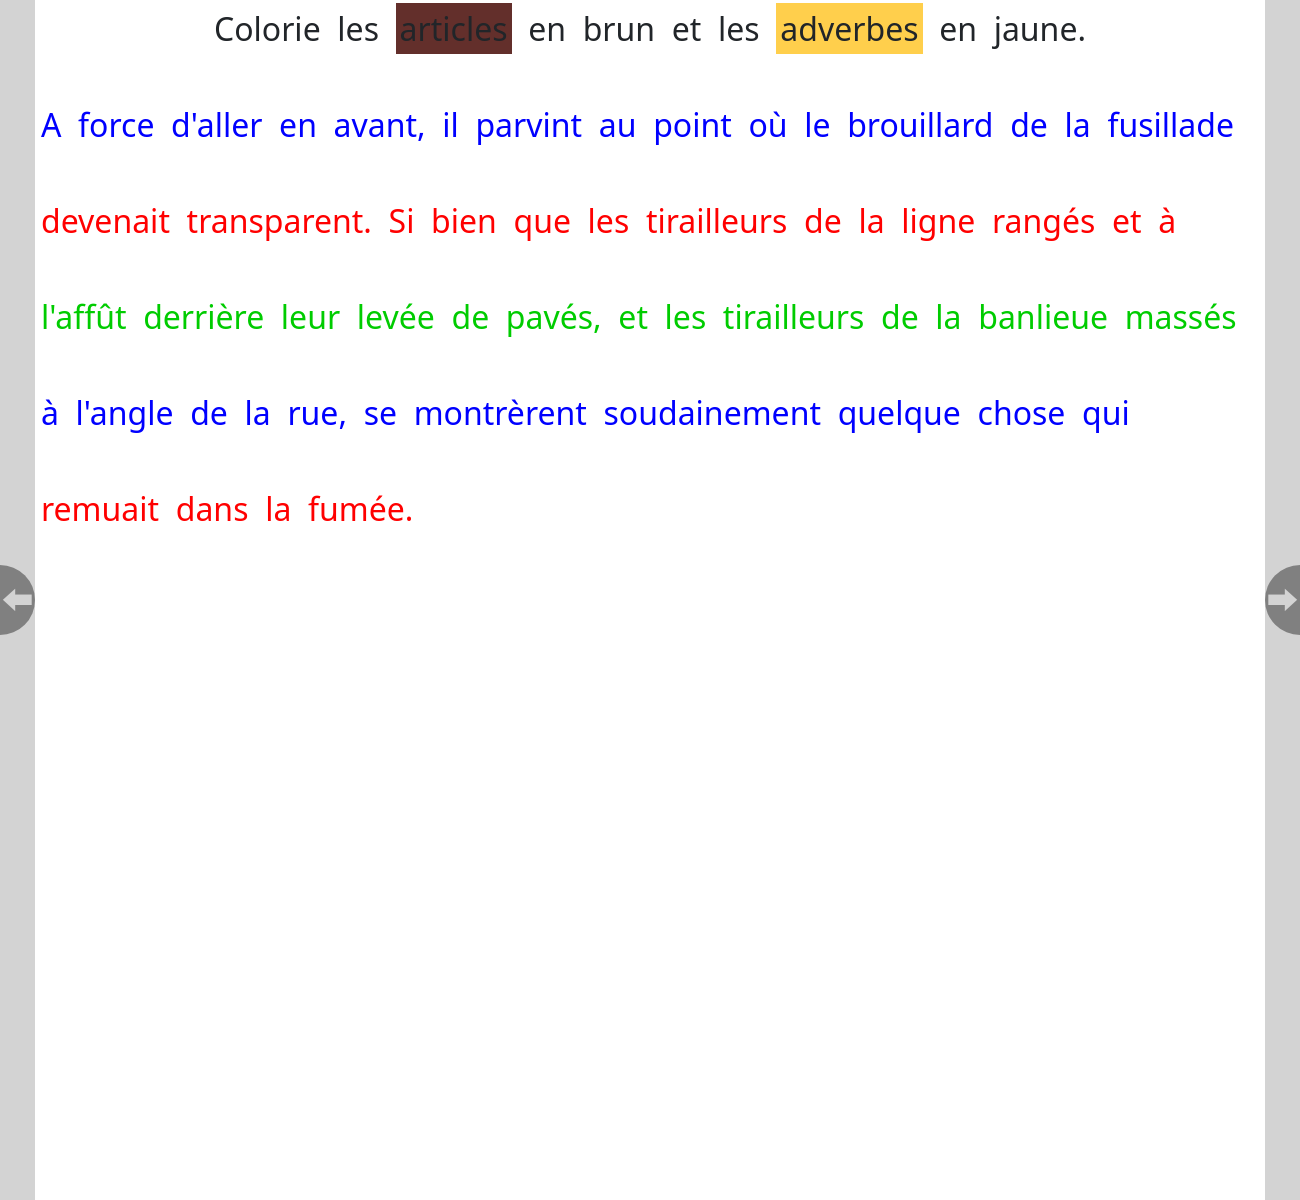 Colorie les articles en brun et les adverbes en jaune.
A force d'aller en avant, il parvint au point où le brouillard de la fusillade
devenait transparent. Si bien que les tirailleurs de la ligne rangés et à
l'affût derrière leur levée de pavés, et les tirailleurs de la banlieue massés
à l'angle de la rue, se montrèrent soudainement quelque chose qui
remuait dans la fumée.